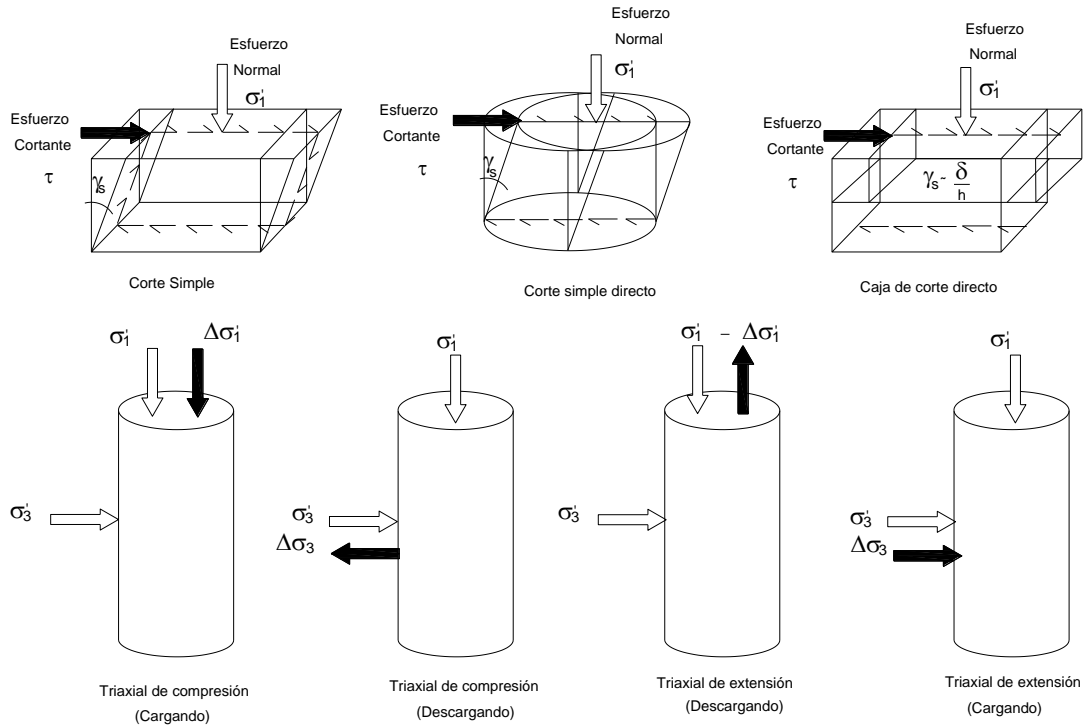 Esfuerzo
Normal
σ'1
Esfuerzo
Cortante
τ
γs
Corte Simple
Esfuerzo
Normal
σ'1
Esfuerzo
Cortante
τ
γs
Corte simple directo
Esfuerzo
Normal
σ'1
Esfuerzo
Cortante
τ
γs ~ δ/h
Caja de corte directo
σ'1 Δσ'1
σ'3
Triaxial de compresión
(Cargando)
σ'1
σ'3
Δσ3
Triaxial de compresión
(Descargando)
σ'1 - Δσ'1
σ'3
Triaxial de extensión
(Descargando)
σ'1
σ'3
Δσ3
Triaxial de extensión
(Cargando)